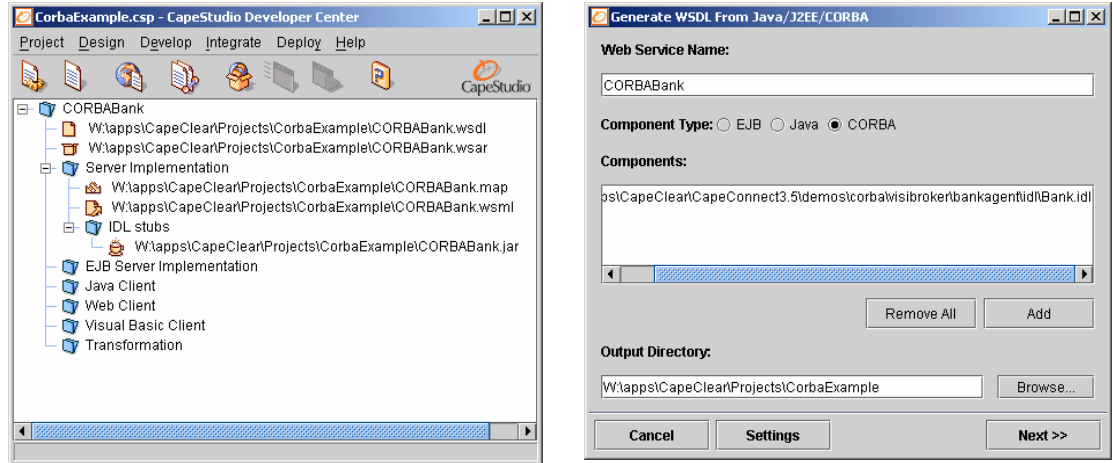 CorbaExample.csp - CapeStudio Developer Center
Project Design Develop Integrate Deploy Help
CapeStudio
CORBABank
W:\apps\CapeClear\Projects\CorbaExample\CORBABank.wsdl
W:\apps\CapeClear\Projects\CorbaExample\CORBABank.wsar
Server Implementation
W:\apps\CapeClear\Projects\CorbaExample\CORBABank.map
W:\apps\CapeClear\Projects\CorbaExample\CORBABank.wsml
IDL stubs
W:\apps\CapeClear\Projects\CorbaExample\CORBABank.jar
EJB Server Implementation
Java Client
Web Client
Visual Basic Client
Transformation
Generate WSDL From Java/J2EE/CORBA
Web Service Name:
CORBABank
Component Type: EJB Java CORBA
Components:
ps\CapeClear\CapeConnect3.5\demos\corba\visibroker\bankagent\idl\Bank.idl
Remove All Add
Output Directory:
W:\apps\CapeClear\Projects\CorbaExample Browse...
Cancel Settings Next >>